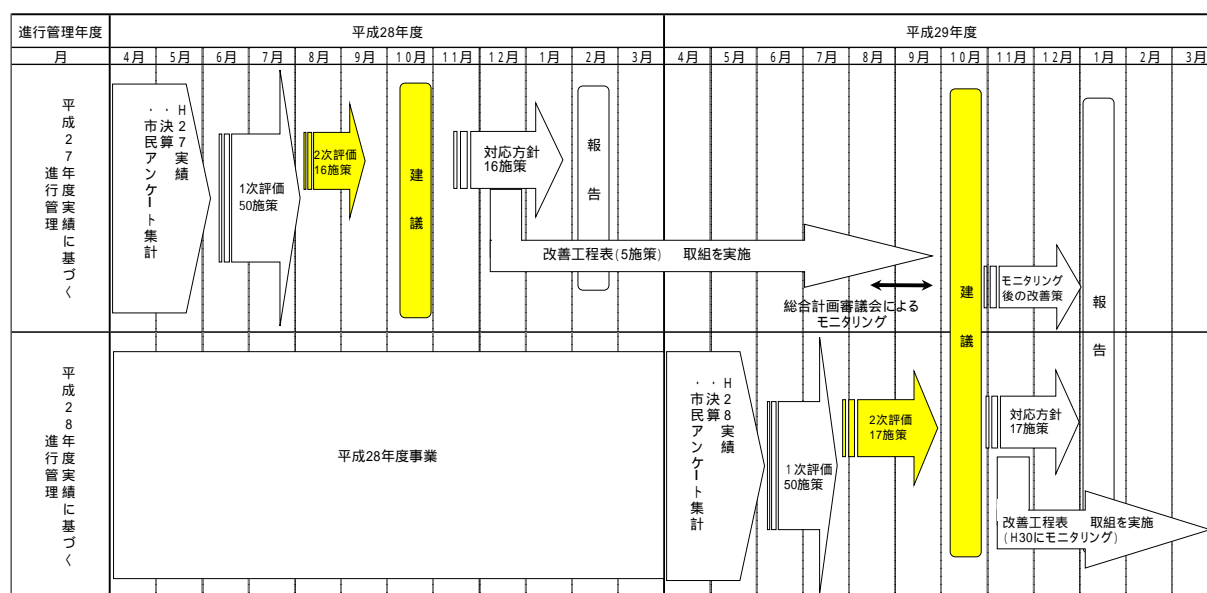 進行管理年度
平成28年度
平成29年度
月
4月 5月 6月 7月 8月 9月 10月 11月 12月 1月 2月 3月 4月 5月 6月 7月 8月 9月 10月 11月 12月 1月 2月 3月
平成27年度実績に基づく
進行管理
H27実績
・決算
・市民アンケート集計
1次評価
50施策
2次評価
16施策
建議
対応方針
16施策
報告
改善工程表(5施策) 取組を実施
総合計画審議会による
モニタリング
建議
モニタリング
後の改善策
報告
平成28年度実績に基づく
進行管理
平成28年度事業
H28実績
・決算
・市民アンケート集計
1次評価
50施策
2次評価
17施策
対応方針
17施策
改善工程表 取組を実施
(H30にモニタリング)